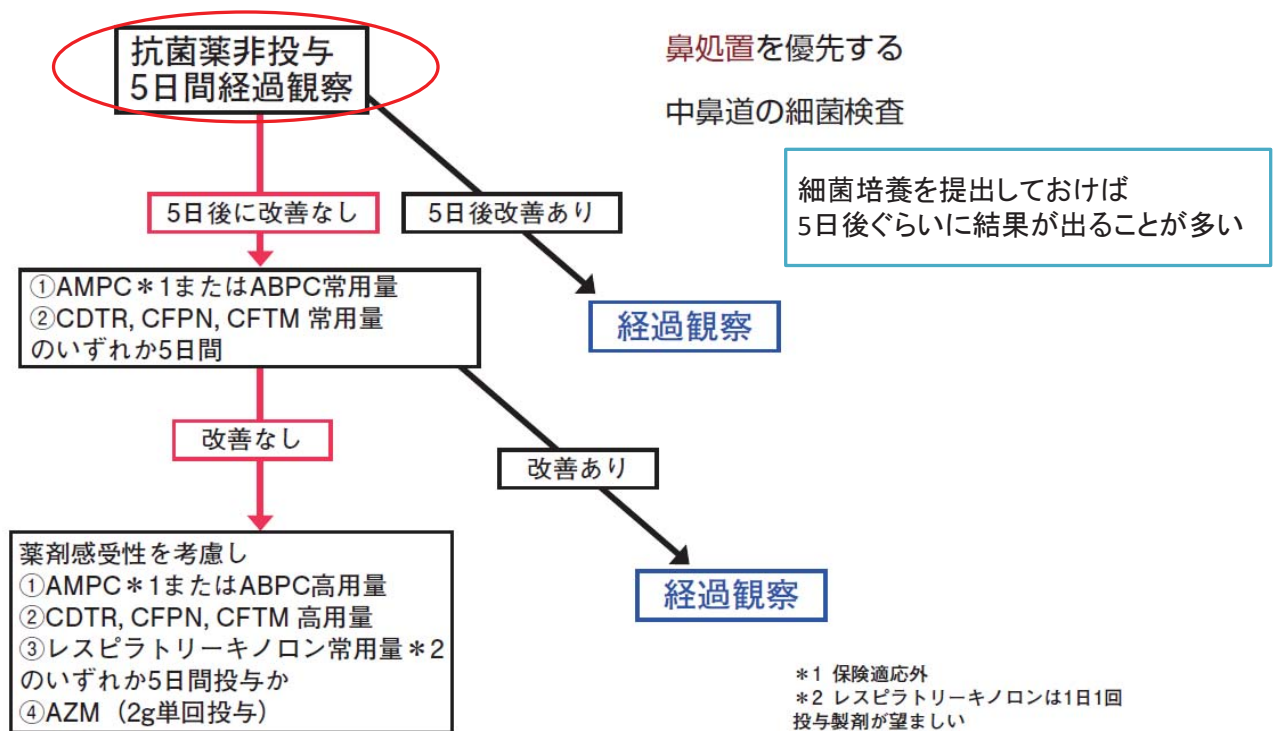 抗菌薬非投与
5日間経過観察
鼻処置を優先する
中鼻道の細菌検査
細菌培養を提出しておけば
5日後ぐらいに結果が出ることが多い
5日後に改善なし
5日後改善あり
①AMPC＊1またはABPC常用量
②CDTR, CFPN, CFTM 常用量
のいずれか5日間
経過観察
改善なし
改善あり
薬剤感受性を考慮し
①AMPC＊1またはABPC高用量
②CDTR, CFPN, CFTM 高用量
③レスピラトリーキノロン常用量＊2
のいずれか5日間投与か
④AZM（2g単回投与）
経過観察
＊1 保険適応外
＊2 レスピラトリーキノロンは1日1回
投与製剤が望ましい